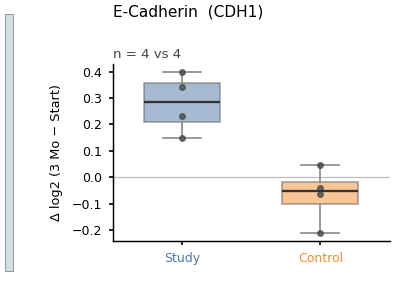 E-Cadherin  (CDH1)
n = 4 vs 4
Δ log2 (3 Mo − Start)
0.4
0.3
0.2
0.1
0.0
−0.1
−0.2
Study
Control